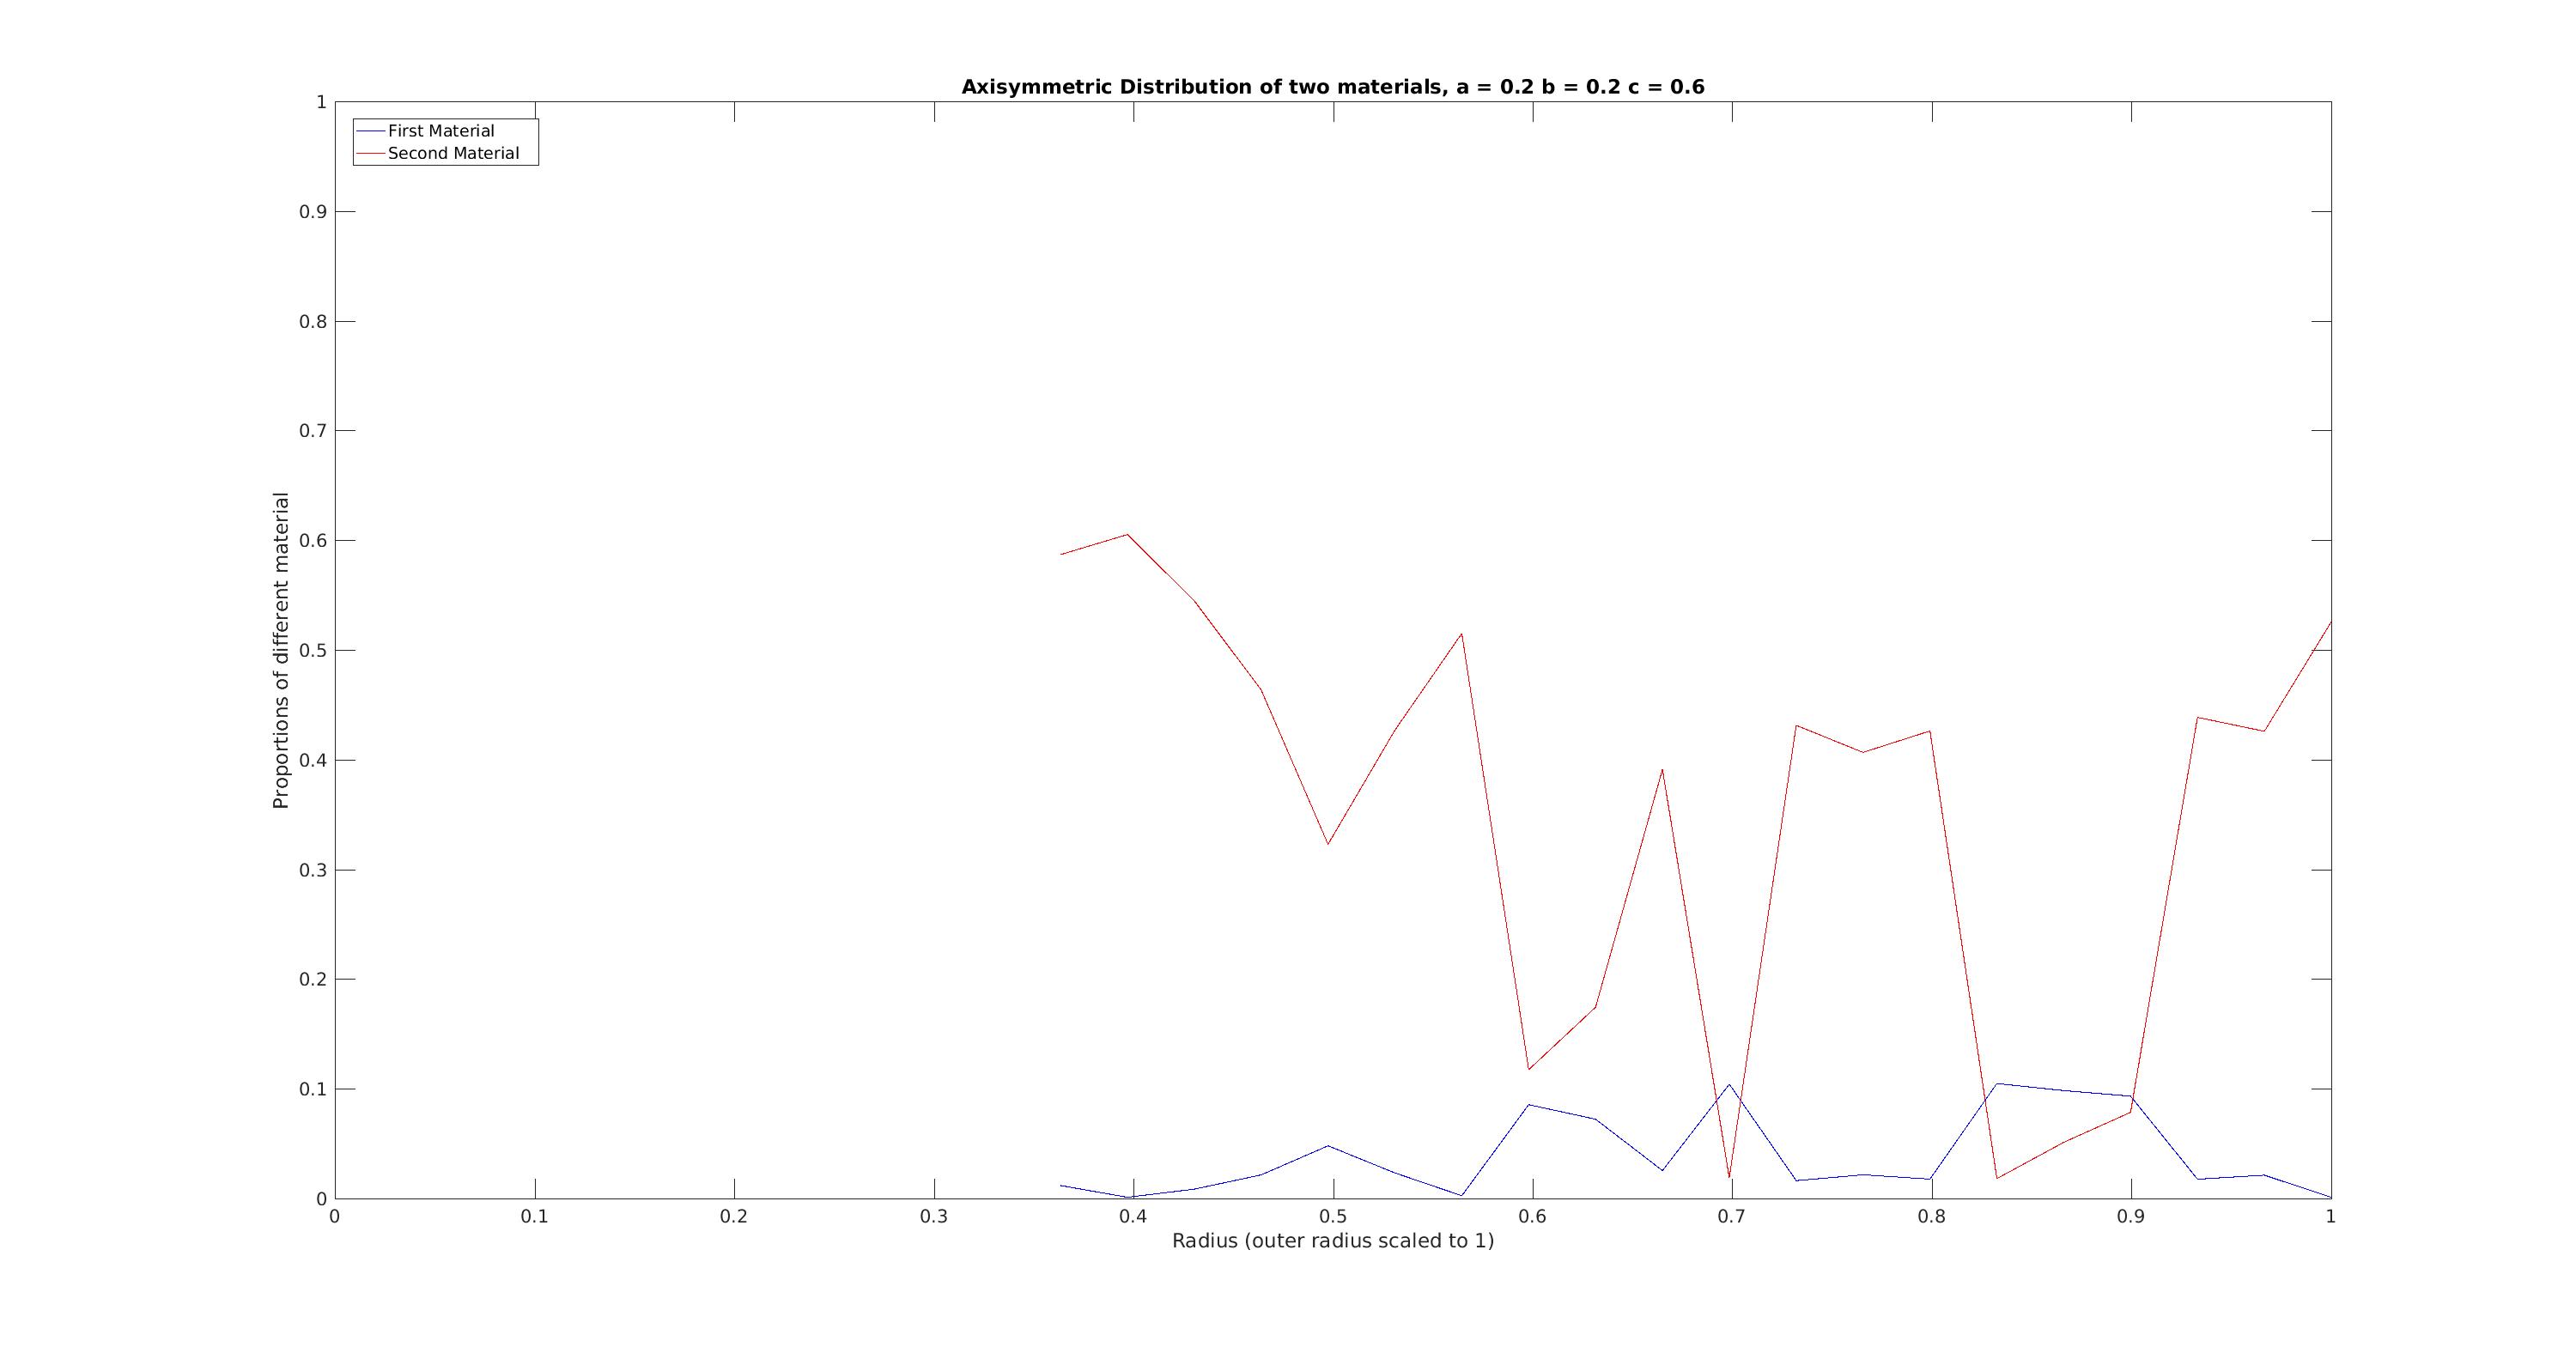 Axisymmetric Distribution of two materials, a = 0.2 b = 0.2 c = 0.6
First Material
Second Material
Proportions of different material
1
0.9
0.8
0.7
0.6
0.5
0.4
0.3
0.2
0.1
0
0 0.1 0.2 0.3 0.4 0.5 0.6 0.7 0.8 0.9 1
Radius (outer radius scaled to 1)